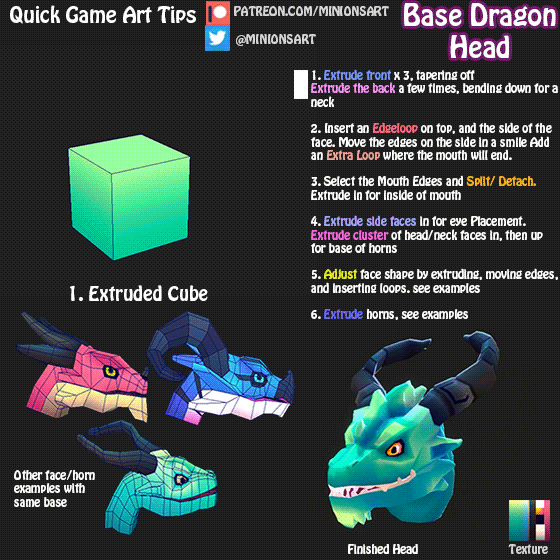 Quick Game Art Tips
PATREON.COM/MINIONSART
@MINIONSART
Base Dragon
Head
1. Extrude front x 3, tapering off
Extrude the back a few times, bending down for a
neck
2. Insert an Edgeloop on top, and the side of the
face. Move the edges on the side in a smile Add
an Extra Loop where the mouth will end.
3. Select the Mouth Edges and Split/ Detach.
Extrude in for inside of mouth
4. Extrude side faces in for eye Placement.
Extrude cluster of head/neck faces in, then up
for base of horns
5. Adjust face shape by extruding, moving edges,
and inserting loops. see examples
6. Extrude horns, see examples
1. Extruded Cube
Other face/horn
examples with
same base
Finished Head
Texture